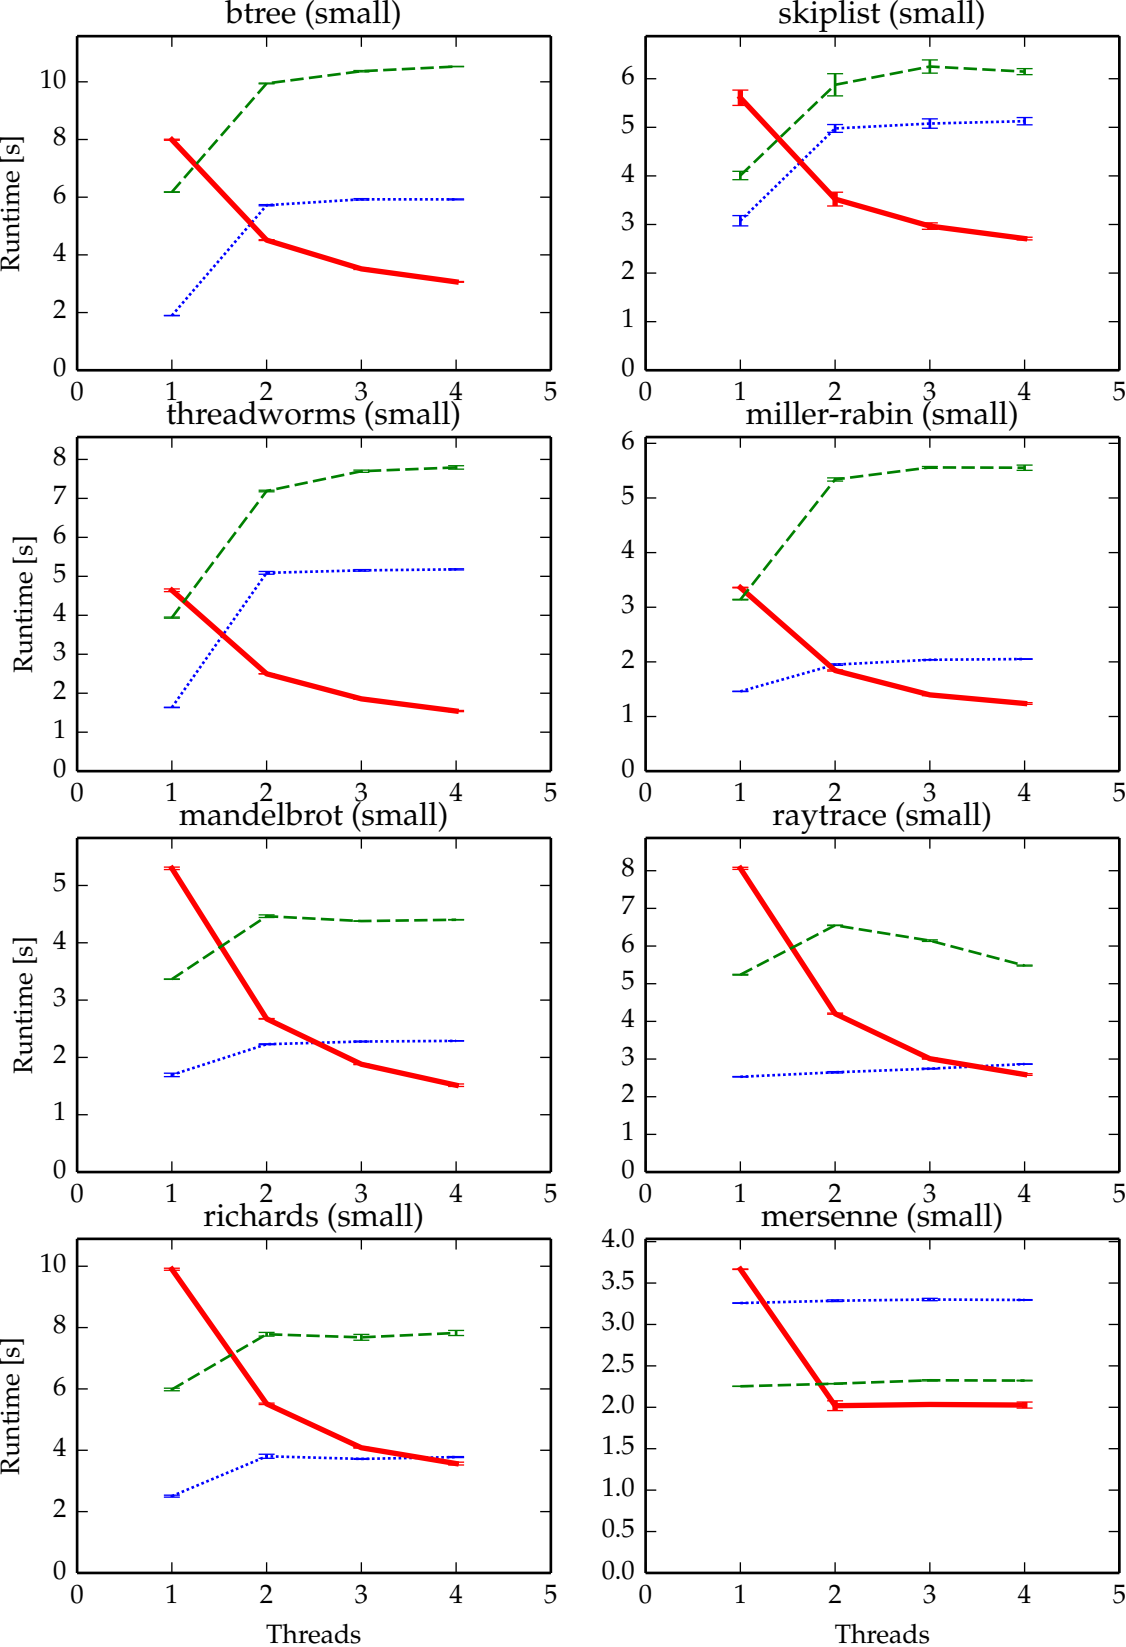 btree (small)
Runtime [s]
10
8
6
4
2
0
0 1 2 3 4 5
skiplist (small)
6
5
4
3
2
1
0
0 1 2 3 4 5
threadworms (small)
Runtime [s]
8
7
6
5
4
3
2
1
0
0 1 2 3 4 5
miller-rabin (small)
6
5
4
3
2
1
0
0 1 2 3 4 5
mandelbrot (small)
Runtime [s]
5
4
3
2
1
0
0 1 2 3 4 5
raytrace (small)
8
7
6
5
4
3
2
1
0
0 1 2 3 4 5
richards (small)
Runtime [s]
10
8
6
4
2
0
0 1 2 3 4 5
Threads
mersenne (small)
4.0
3.5
3.0
2.5
2.0
1.5
1.0
0.5
0.0
0 1 2 3 4 5
Threads